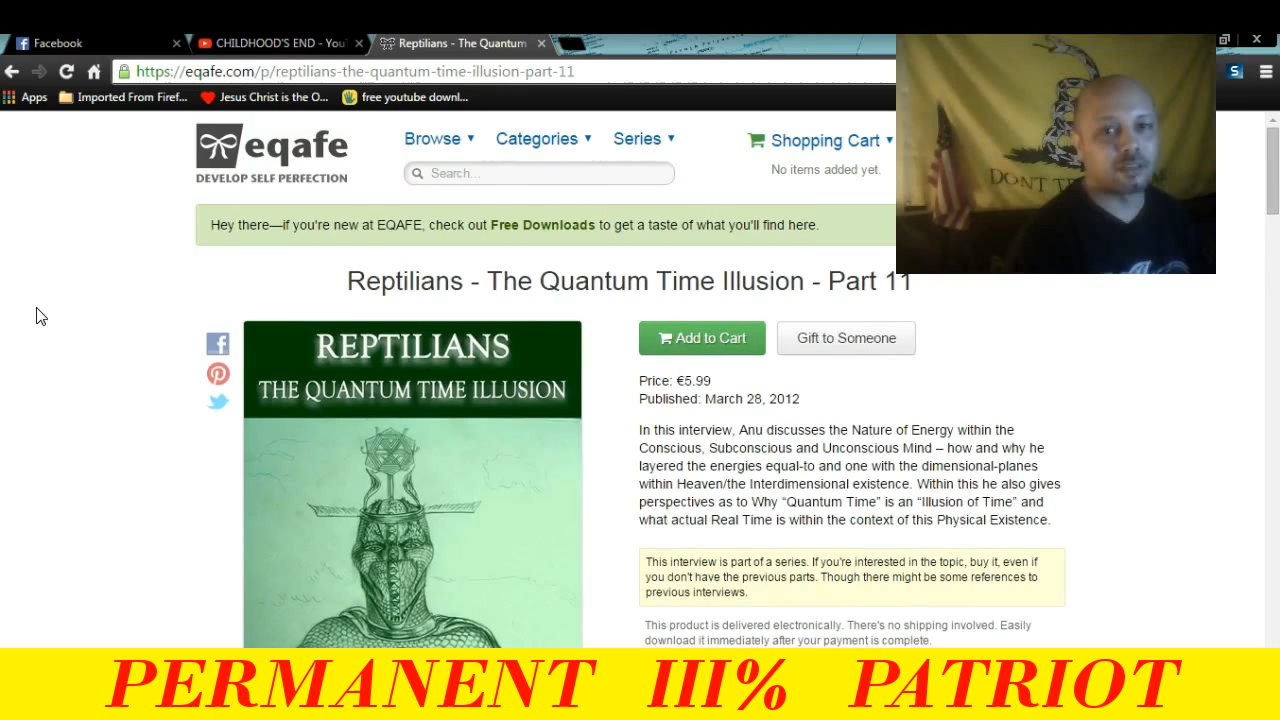 Facebook
CHILDHOOD'S END - You
Reptilians - The Quantum
https://eqafe.com/p/reptilians-the-quantum-time-illusion-part-11
Apps
Imported From Firef...
Jesus Christ is the O...
free youtube downl...
eqafe
DEVELOP SELF PERFECTION
Browse
Categories
Series
Search...
Shopping Cart
No items added yet.
DON'T
Hey there—if you're new at EQAFE, check out Free Downloads to get a taste of what you'll find here.
Reptilians - The Quantum Time Illusion - Part 11
REPTILIANS
THE QUANTUM TIME ILLUSION
Add to Cart
Gift to Someone
Price: €5.99
Published: March 28, 2012
In this interview, Anu discusses the Nature of Energy within the
Conscious, Subconscious and Unconscious Mind – how and why he
layered the energies equal-to and one with the dimensional-planes
within Heaven/the Interdimensional existence. Within this he also gives
perspectives as to Why “Quantum Time” is an “Illusion of Time” and
what actual Real Time is within the context of this Physical Existence.
This interview is part of a series. If you're interested in the topic, buy it, even if
you don't have the previous parts. Though there might be some references to
previous interviews.
This product is delivered electronically. There's no shipping involved. Easily
download it immediately after your payment is complete.
PERMANENT III% PATRIOT